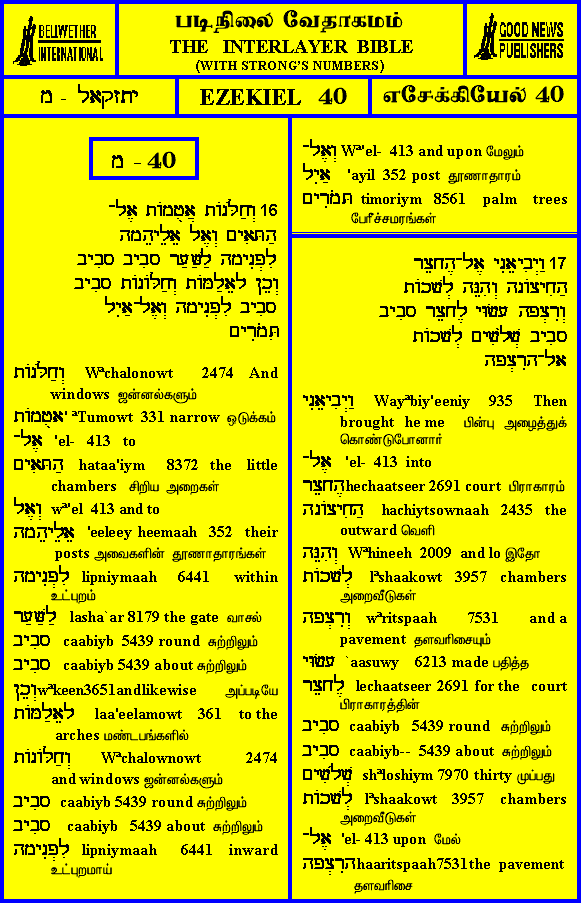 BELLWETHER
INTERNATIONAL
படிநிலை வேதாகமம்
THE INTERLAYER BIBLE
(WITH STRONG'S NUMBERS)
GOOD NEWS
PUBLISHERS
יחזקאל - מ
EZEKIEL 40
எசேக்கியேல் 40
מ - 40
16 וְחַלֹּנוֹת אֲטֻמוֹת אֶל־
הַתָּאִים וְאֶל אֵלֵיהֵמָה
לִפְנִימָה לַשַּׁעַר סָבִיב סָבִיב
וְכֵן לָאֵלַמּוֹת וְחַלּוֹנוֹת סָבִיב
סָבִיב לִפְנִימָה וְאֶל־אַיִל
תִּמֹרִים
וְחַלֹּנוֹת Wªchalonowt 2474 And
windows ஜன்னல்களும்
אֲטֻמוֹת 'ªTumowt 331 narrow ஒடுக்கம்
אֶל־ 'el- 413 to
הַתָּאִים hataa'iym 8372 the little
chambers சிறிய அறைகள்
וְאֶל wª'el 413 and to
אֵלֵיהֵמָה 'eeleey heemaah 352 their
posts அவைகளின் தூணாதாரங்கள்
לִפְנִימָה lipniymaah 6441 within
உட்புறம்
לַשַּׁעַר lasha`ar 8179 the gate வாசல்
סָבִיב caabiyb 5439 round சுற்றிலும்
סָבִיב caabiyb 5439 about சுற்றிலும்
וְכֵן wªkeen3651andlikewise அப்படியே
לָאֵלַמּוֹת laa'eelamowt 361 to the
arches மண்டபங்களில்
וְחַלּוֹנוֹת Wªchalownowt 2474
and windows ஜன்னல்களும்
סָבִיב caabiyb 5439 round சுற்றிலும்
סָבִיב caabiyb 5439 about சுற்றிலும்
לִפְנִימָה lipniymaah 6441 inward
உட்புறமாய்
וְאֶל־ Wª'el- 413 and upon மேலும்
אַיִל 'ayil 352 post தூணாதாரம்
תִּמֹרִים timoriym 8561 palm trees
பேரீச்சமரங்கள்
17 וַיְבִיאֵנִי אֶל־הֶחָצֵר
הַחִיצוֹנָה וְהִנֵּה לְשָׁכוֹת
וְרִצְפָה עָשׂוּי לֶחָצֵר סָבִיב
סָבִיב שְׁלֹשִׁים לְשָׁכוֹת
אֶל־הָרִצְפָה
וַיְבִיאֵנִי Wayªbiy'eeniy 935 Then
brought he me பின்பு அழைத்துக்
கொண்டுபோனார்
אֶל־ 'el- 413 into
הֶחָצֵר hechaatseer 2691 court பிராகாரம்
הַחִיצוֹנָה hachiytsownaah 2435 the
outward வெளி
וְהִנֵּה Wªhineeh 2009 and lo இதோ
לְשָׁכוֹת lªshaakowt 3957 chambers
அறைவீடுகள்
וְרִצְפָה wªritspaah 7531 and a
pavement தளவரிசையும்
עָשׂוּי `aasuwy 6213 made பதித்த
לֶחָצֵר lechaatseer 2691 for the court
பிராகாரத்தின்
סָבִיב caabiyb 5439 round சுற்றிலும்
סָבִיב caabiyb-- 5439 about சுற்றிலும்
שְׁלֹשִׁים shªloshiym 7970 thirty முப்பது
לְשָׁכוֹת lªshaakowt 3957 chambers
அறைவீடுகள்
אֶל־ 'el- 413 upon மேல்
הָרִצְפָה haaritspaah7531the pavement
தளவரிசை